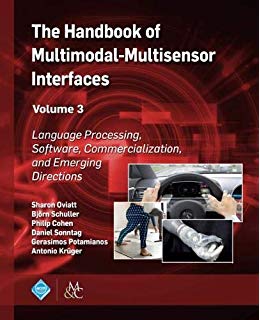 The Handbook of
Multimodal-Multisensor
Interfaces
Volume 3
Language Processing,
Software, Commercialization,
and Emerging
Directions
Sharon Oviatt
Björn Schuller
Philip Cohen
Daniel Sonntag
Gerasimos Potamianos
Antonio Krüger
M
&C